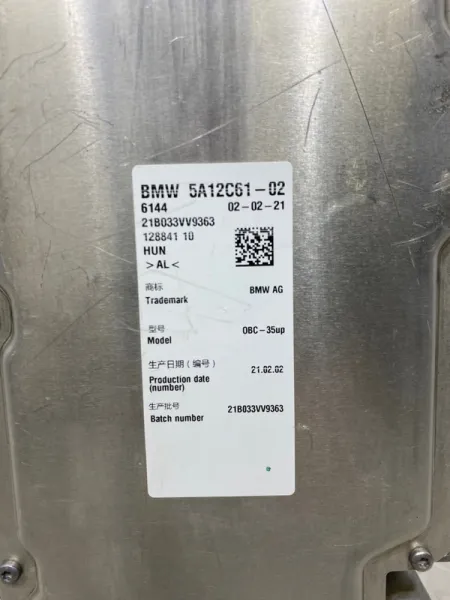 BMW 5A12C61-02
6144 02-02-21
21B033VV9363
128841 10
HUN
>AL<
商标 BMW AG
Trademark
型号 OBC-35up
Model
生产日期（编号） 21.02.02
Production date
(number)
生产批号 21B033VV9363
Batch number